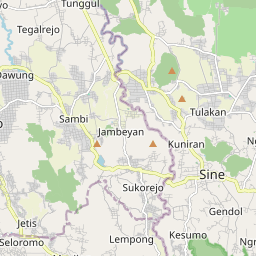 Tunggul
Tegalrejo
Dawung
Tulakan
Sambi
Jambeyan
Kuniran
Sine
Sukorejo
Gendol
Jetis
Kesumo
Seloromo
Lempong